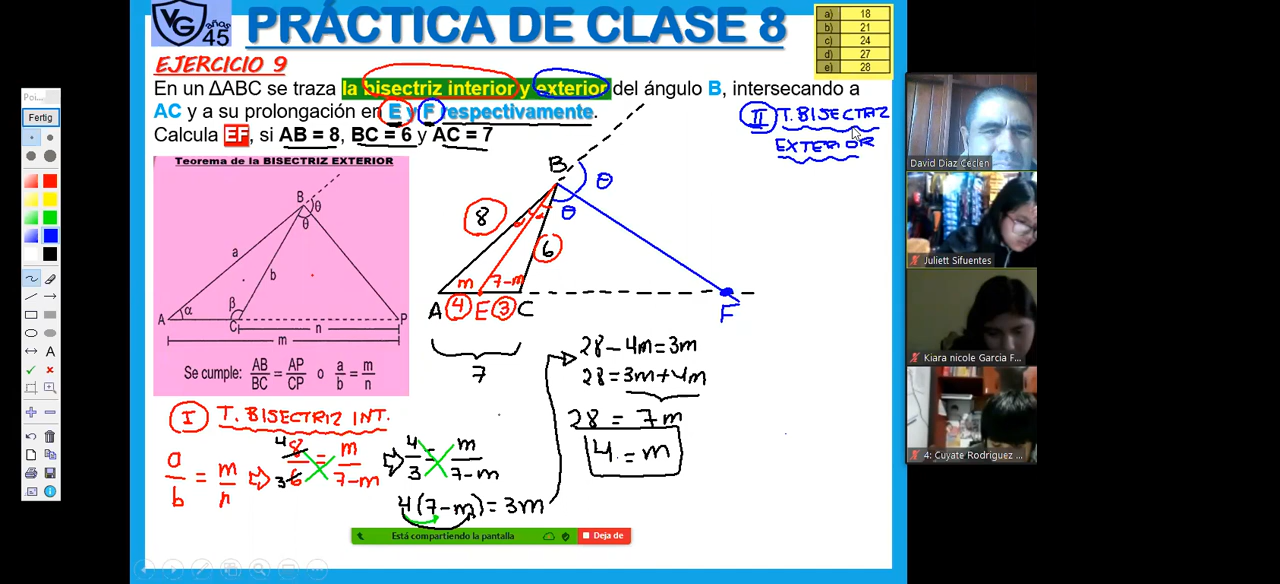 VG
años
45
PRÁCTICA DE CLASE 8
a) 18
b) 21
c) 24
d) 27
e) 28
EJERCICIO 9
En un ΔABC se traza la bisectriz interior y exterior del ángulo B, intersecando a
AC y a su prolongación en E y F respectivamente.
Calcula EF, si AB = 8, BC = 6 y AC = 7
II T. BISECTRIZ
EXTERIOR
Teorema de la BISECTRIZ EXTERIOR
B
θ
θ
a
b
β
A
α
C
P
n
m
Se cumple: AB/BC = AP/CP o a/b = m/n
B
θ
θ
8
6
m
7-m
A
4
E
3
C
F
7
28 - 4m = 3m
28 = 3m + 4m
28 = 7m
4 = m
I T. BISECTRIZ INT.
a/b = m/n ⇒ 8/6 = m/7-m ⇒ 4/3 = m/7-m
4
3
4(7-m) = 3m
Está compartiendo la pantalla
Deja de
Fertig
A
David Diaz Ceclen
Juliett Sifuentes
Kiara nicole Garcia F...
4: Cuyate Rodriguez